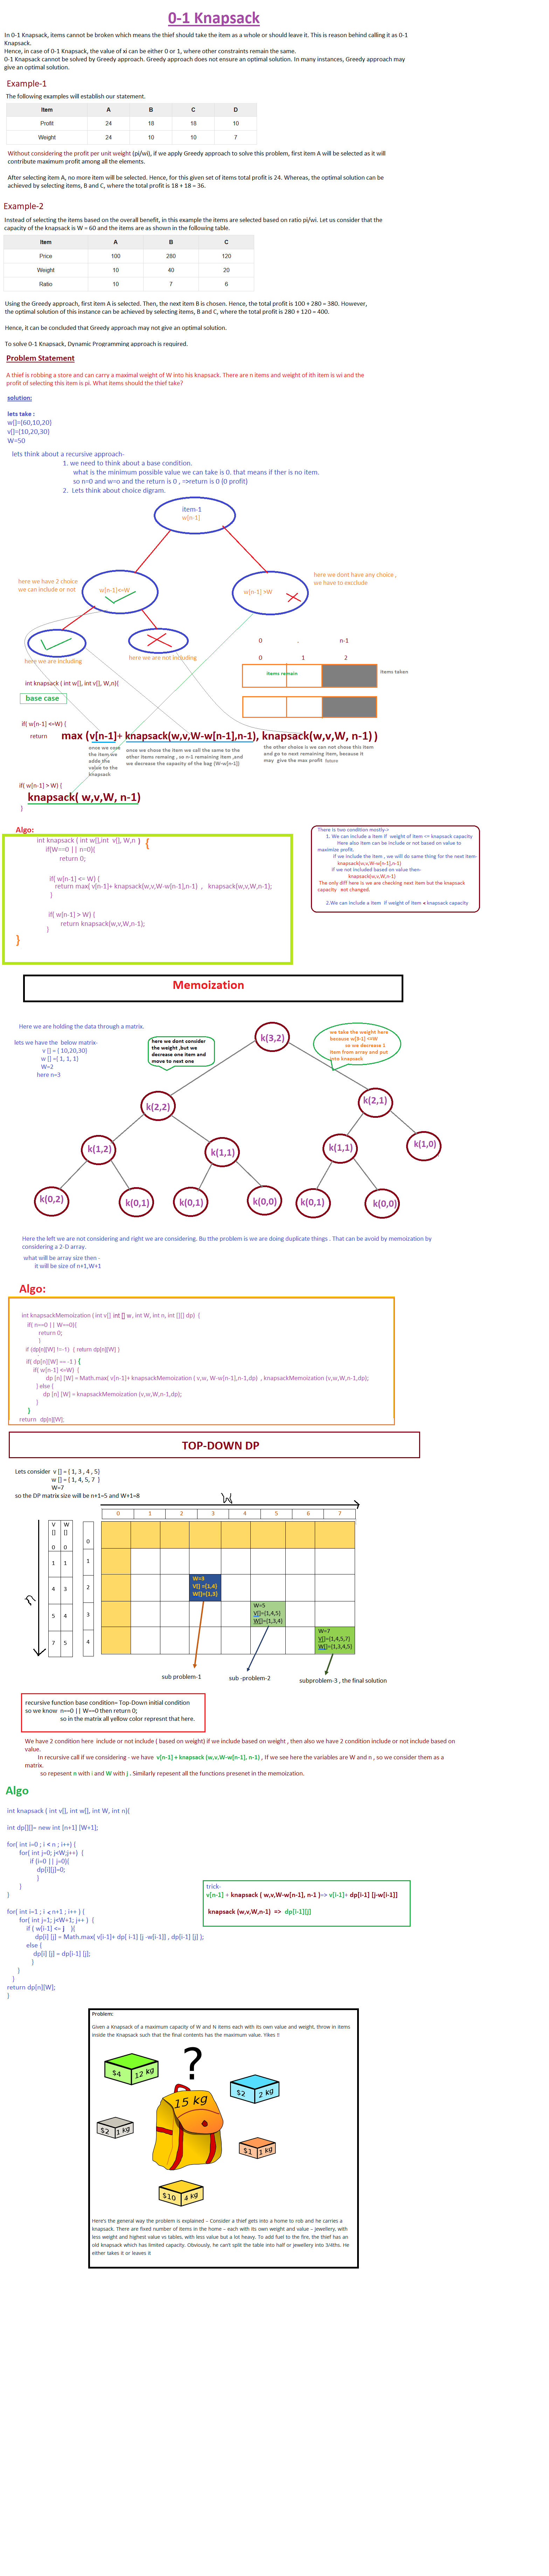 0-1 Knapsack
In 0-1 Knapsack, items cannot be broken which means the thief should take the item as a whole or should leave it. This is reason behind calling it as 0-1
Knapsack.
Hence, in case of 0-1 Knapsack, the value of xi can be either 0 or 1, where other constraints remain the same.
0-1 Knapsack cannot be solved by Greedy approach. Greedy approach does not ensure an optimal solution. In many instances, Greedy approach may
give an optimal solution.
Example-1
The following examples will establish our statement.
Item A B C D
Profit 24 18 18 10
Weight 24 10 10 7
Without considering the profit per unit weight (pi/wi), if we apply Greedy approach to solve this problem, first item A will be selected as it will
contribute maximum profit among all the elements.
After selecting item A, no more item will be selected. Hence, for this given set of items total profit is 24. Whereas, the optimal solution can be
achieved by selecting items, B and C, where the total profit is 18 + 18 = 36.
Example-2
Instead of selecting the items based on the overall benefit, in this example the items are selected based on ratio pi/wi. Let us consider that the
capacity of the knapsack is W = 60 and the items are as shown in the following table.
Item A B C
Price 100 280 120
Weight 10 40 20
Ratio 10 7 6
Using the Greedy approach, first item A is selected. Then, the next item B is chosen. Hence, the total profit is 100 + 280 = 380. However,
the optimal solution of this instance can be achieved by selecting items, B and C, where the total profit is 280 + 120 = 400.
Hence, it can be concluded that Greedy approach may not give an optimal solution.
To solve 0-1 Knapsack, Dynamic Programming approach is required.
Problem Statement
A thief is robbing a store and can carry a maximal weight of W into his knapsack. There are n items and weight of ith item is wi and the
profit of selecting this item is pi. What items should the thief take?
solution:
lets take :
w[]={60,10,20}
v[]={10,20,30}
W=50
lets think about a recursive approach-
1. we need to think about a base condition.
what is the minimum possible value we can take is 0. that means if ther is no item.
so n=0 and w=o and the return is 0 , =>return is 0 (0 profit)
2. Lets think about choice digram.
item-1
w[n-1]
here we have 2 choice
we can include or not
w[n-1]<=W
w[n-1].>W
here we dont have any choice ,
we have to excclude
here we are including
here we are not inlcuding
0 . n-1
0 1 2
items remain
items taken
int knapsack ( int w[], int v[], W,n){
base case
if( w[n-1] <=W) {
return max (v[n-1]+ knapsack(w,v,W-w[n-1],n-1), knapsack(w,v,W, n-1) )
once we chse
the item we
adds the
value to the
knapsack
once we chose the item we call the same to the
other items remaing , so n-1 remaining item ,and
we decrease the capacity of the bag (W-w[n-1])
the other choice is we can not chose this item
and go to next remaining item, because it
may give the max profit future
if( w[n-1] > W) {
knapsack( w,v,W, n-1)
}
Algo:
int knapsack ( int w[],int v[], W,n ) {
if(W==0 || n=0){
return 0;
if( w[n-1] <= W) {
return max( v[n-1]+ knapsack(w,v,W-w[n-1],n-1) , knapsack(w,v,W,n-1);
}
if( w[n-1] > W) {
return knapsack(w,v,W,n-1);
}
}
There is two condition mostly->
1. We can include a item if weight of item <= knapsack capacity
Here also item can be include or not based on value to
maximize profit.
if we include the item , we will do same thing for the next item-
knapsack(w,v,W-w[n-1],n-1)
if we not included based on value then:
knapsack(w,v,W,n-1)
The only diff here is we are checking next item but the knapsack
capacity not changed.
2.We can include a item if weight of item < knapsack capacity
Memoization
Here we are holding the data through a matrix.
lets we have the below matrix-
v [] = { 10,20,30}
w [] ={ 1, 1, 1]
W=2
here n=3
here we dont consider
the weight ,but we
decrease one item and
move to next one
we take the weight here
because w[3-1] <=W
so we decrease 1
item from array and put
into knapsack
k(3,2)
k(2,2)
k(2,1)
k(1,2)
k(1,1)
k(1,1)
k(1,0)
k(0,2)
k(0,1)
k(0,1)
k(0,0)
k(0,1)
k(0,0)
Here the left we are not considering and right we are considering. Bu tthe problem is we are doing duplicate things . That can be avoid by memoization by
considering a 2-D array.
what will be array size then -
it will be size of n+1,W+1
Algo:
int knapsackMemoization ( int v[] int [] w , int W, int n, int [][] dp) {
if( n==0 || W==0){
return 0;
}
if (dp[n][W] !=-1) { return dp[n][W] }
if( dp[n][W] == -1 ) {
if( w[n-1] <=W) {
dp [n] [W] = Math.max( v[n-1]+ knapsackMemoization ( v,w, W-w[n-1],n-1,dp) , knapsackMemoization (v,w,W,n-1,dp);
} else {
dp [n] [W] = knapsackMemoization (v,w,W,n-1,dp);
}
}
return dp[n][W];
TOP-DOWN DP
Lets consider v [] = { 1, 3 , 4 , 5}
w [] = { 1, 4, 5, 7 }
W=7
so the DP matrix size will be n+1=5 and W+1=8
W
0 1 2 3 4 5 6 7
n
V W
[] []
0 0 0
1 1 1
4 3 2
5 4 3
7 5 4
W=3
V[] ={1,4}
W[]={1,3}
W=5
V[]={1,4,5}
W[]={1,3,4}
W=7
V[]={1,4,5,7}
W[]={1,3,4,5}
sub problem-1
sub -problem-2
subproblem-3 , the final solution
recursive function base condition= Top-Down initial condition
so we know n==0 || W==0 then return 0;
so in the matrix all yellow color represnt that here.
We have 2 condition here include or not include ( based on weight) if we include based on weight , then also we have 2 condition include or not include based on
value.
In recursive call if we considering - we have v[n-1] + knapsack (w,v,W-w[n-1], n-1) , If we see here the variables are W and n , so we consider them as a
matrix.
so repesent n with i and W with j . Similarly repesent all the functions presenet in the memoization.
Algo
int knapsack ( int v[], int w[], int W, int n){
int dp[][]= new int [n+1] [W+1];
for( int i=0 ; i < n ; i++) {
for( int j=0; j<W;j++) {
if (i=0 || j=0){
dp[i][j]=0;
}
}
}
for( int i=1 ; i < n+1 ; i++ ) {
for( int j=1; j<W+1; j++ ) {
if ( w[i-1] <= j ){
dp[i] [j] = Math.max( v[i-1]+ dp[ i-1] [j -w[i-1]] , dp[i-1] [j] );
else {
dp[i] [j] = dp[i-1] [j];
}
}
}
return dp[n][W];
}
trick-
v[n-1] + knapsack ( w,v,W-w[n-1], n-1 )=> v[i-1]+ dp[i-1] [j-w[i-1]]
knapsack (w,v,W,n-1) => dp[i-1][j]
Problem:
Given a Knapsack of a maximum capacity of W and N items each with its own value and weight, throw in items
inside the Knapsack such that the final contents has the maximum value. Yikes !!
?
$4 12 kg
15 kg
$2 2 kg
$2 1 kg
$1 1 kg
$10 4 kg
Here's the general way the problem is explained – Consider a thief gets into a home to rob and he carries a
knapsack. There are fixed number of items in the home – each with its own weight and value – Jewellery, with
less weight and highest value vs tables, with less value but a lot heavy. To add fuel to the fire, the thief has an
old knapsack which has limited capacity. Obviously, he can't split the table into half or jewellery into 3/4ths. He
either takes it or leaves it